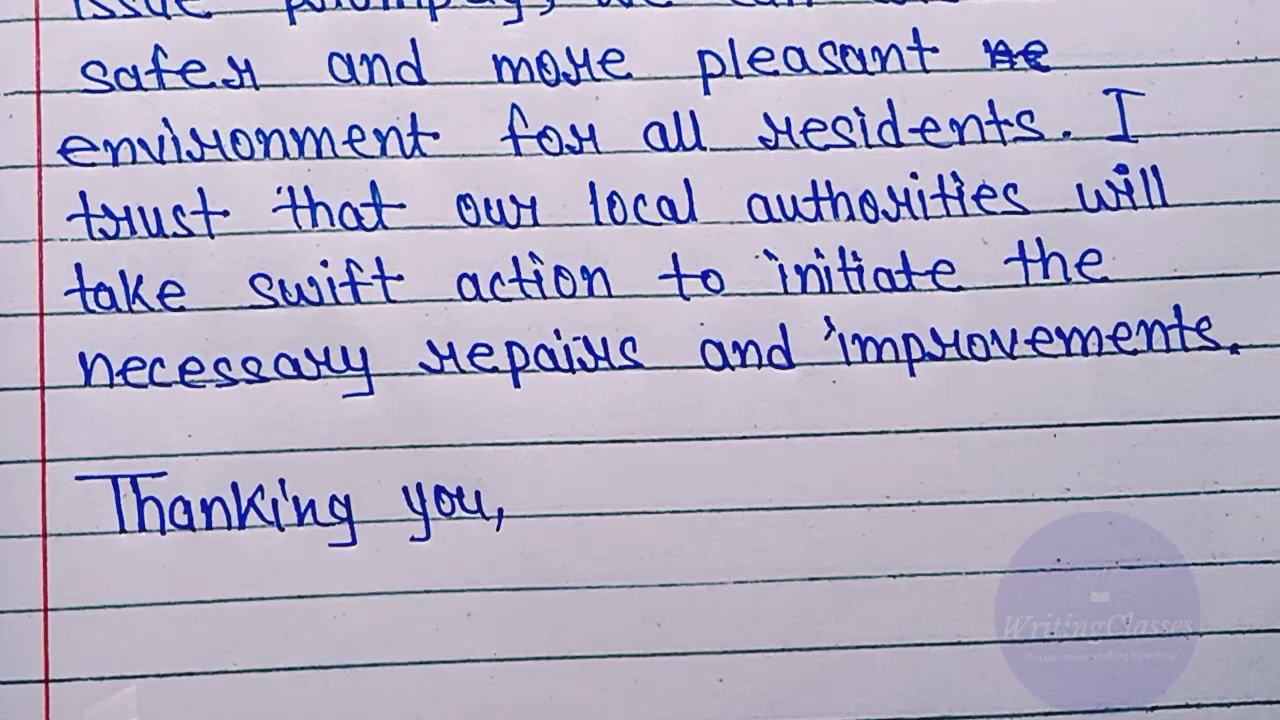 issue
safer and more pleasant
environment for all residents. I
trust that our local authorities will
take swift action to initiate the
necessary repairs and improvements.
Thanking you,
WritingClasses